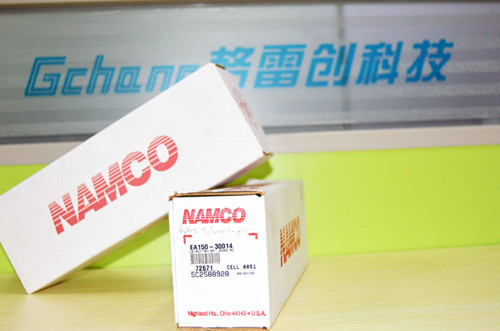 Gchang格雷创科技
NAMCO
NAMCO
EA150-30014
72671 CELL 0051
SC2588928
Highland Hts., Ohio 44143 • U.S.A.